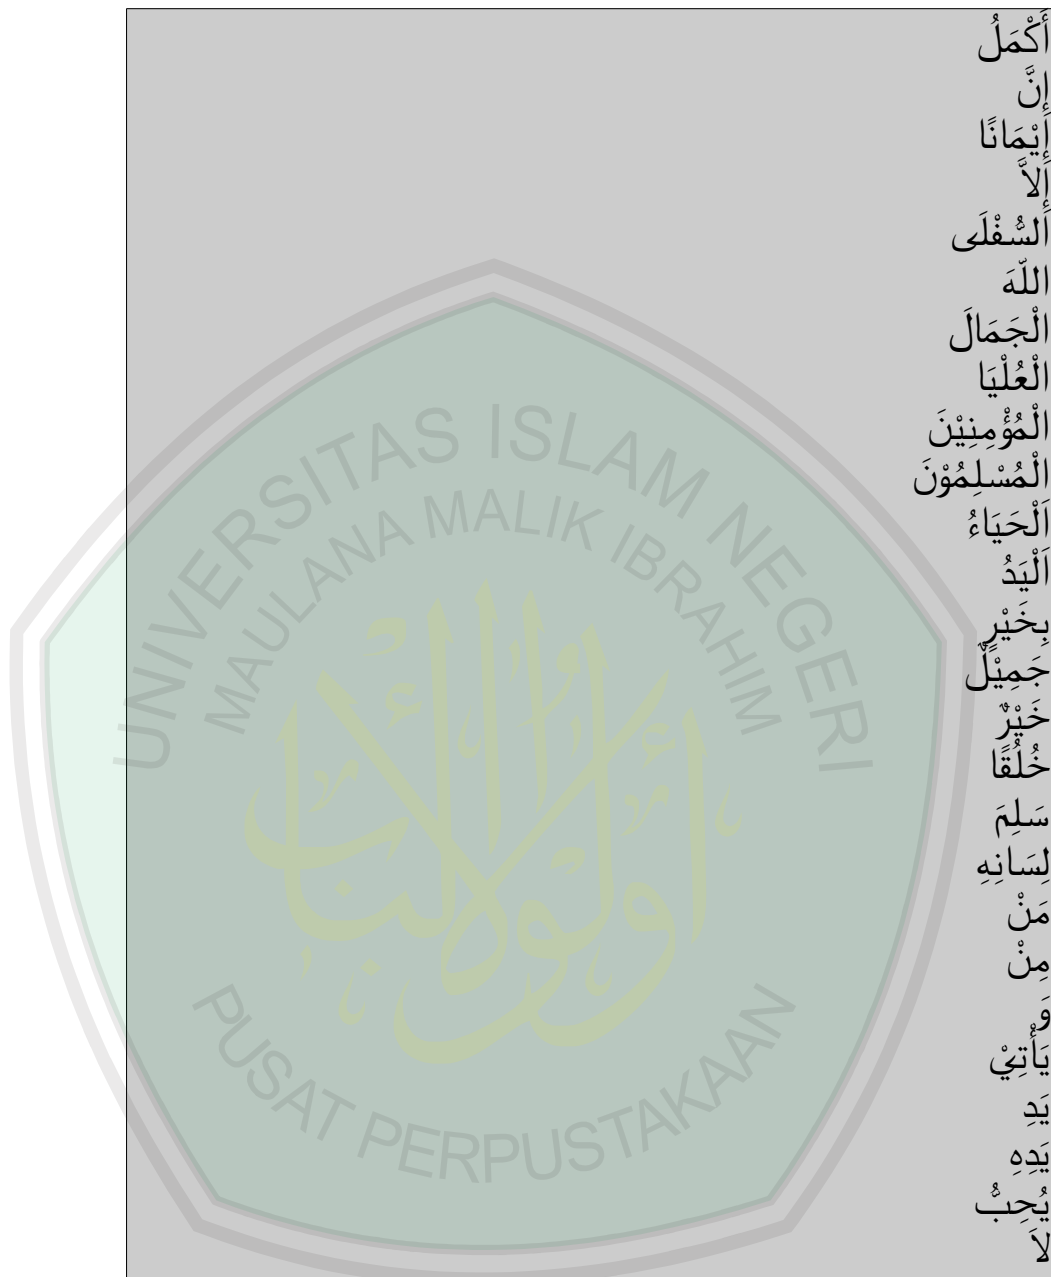 أَكْمَلُ
إِنَّ
إِيْمَانًا
إِلاَّ
اَلسُّفْلَى
اللّهَ
الْجَمَالَ
الْعُلْيَا
الْمُؤْمِنِيْنَ
الْمُسْلِمُوْنَ
اَلْحَيَاءُ
اَلْيَدُ
بِخَيْرٍ
جَمِيْلٌ
خَيْرٌ
خُلُقًا
سَلِمَ
لِسَانِهِ
مَنْ
مِنْ
وَ
يَأْتِيْ
يَدِ
يَدِهِ
يُحِبُّ
لاَ
UNIVERSITAS ISLAM NEGERI
MAULANA MALIK IBRAHIM
PUSAT PERPUSTAKAAN